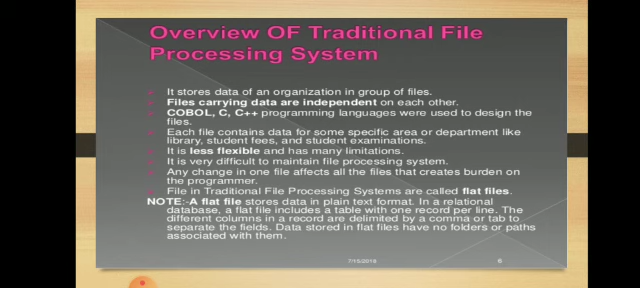 Overview OF Traditional File
Processing System
It stores data of an organization in group of files.
Files carrying data are independent on each other.
COBOL, C, C++ programming languages were used to design the
files.
Each file contains data for some specific area or department like
library, student fees, and student examinations.
It is less flexible and has many limitations.
It is very difficult to maintain file processing system.
Any change in one file affects all the files that creates burden on
the programmer.
File in Traditional File Processing Systems are called flat files.
NOTE:-A flat file stores data in plain text format. In a relational
database, a flat file includes a table with one record per line. The
different columns in a record are delimited by a comma or tab to
separate the fields. Data stored in flat files have no folders or paths
associated with them.
7/15/2019 6